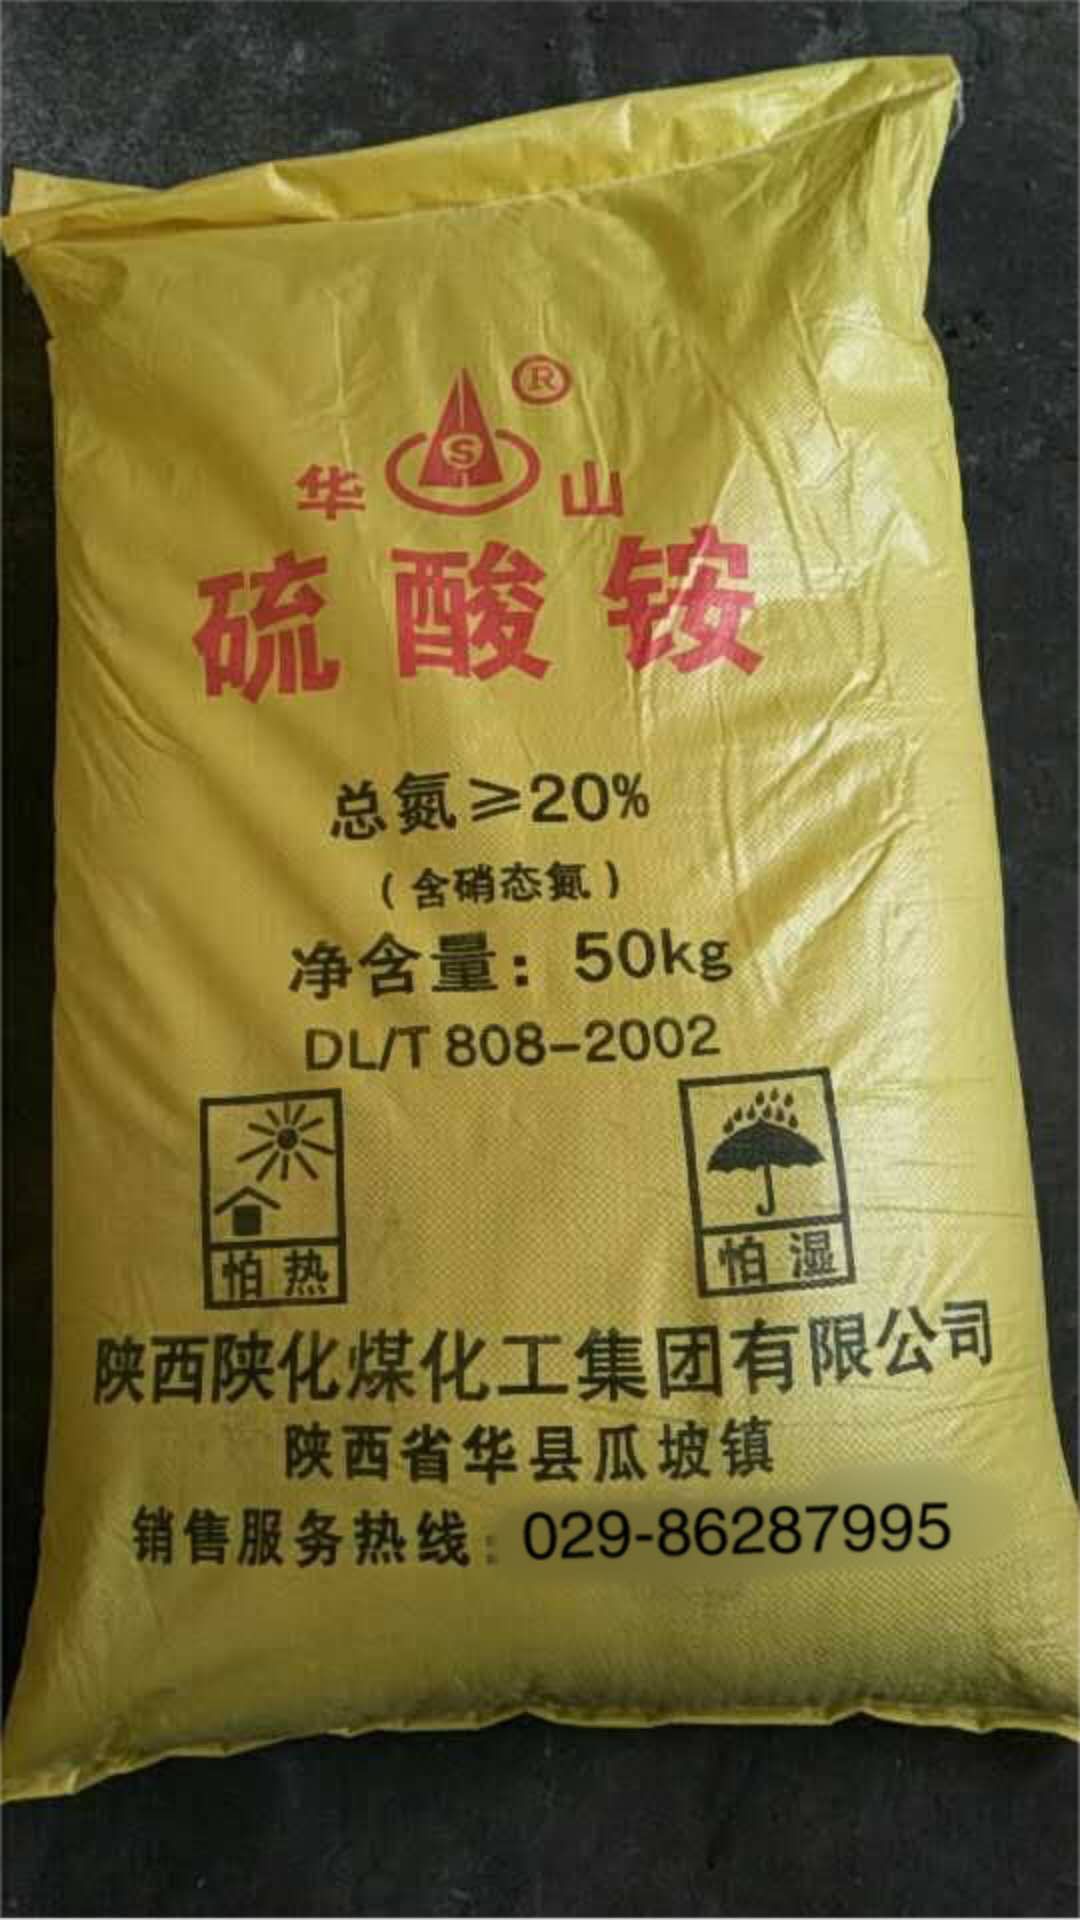 ®
华 S 山
硫酸铵
总氮≥20%
(含硝态氮)
净含量: 50kg
DL/T 808-2002
怕热
怕湿
陕西陕化煤化工集团有限公司
陕西省华县瓜坡镇
销售服务热线: 029-86287995